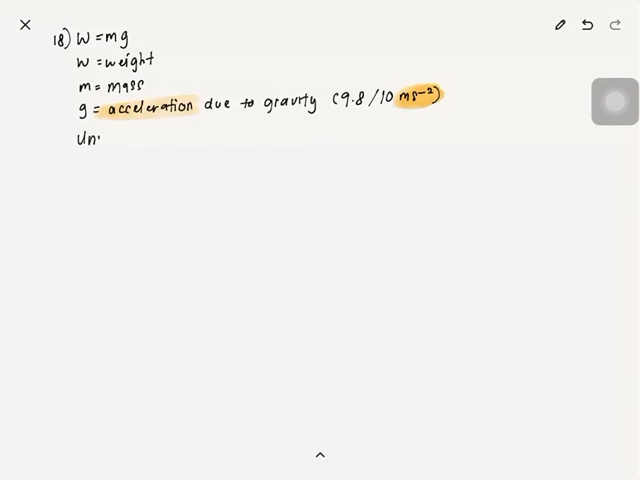 18) W = mg
W = weight
m = mass
g = acceleration due to gravity (9.8/10 ms⁻²)
Un